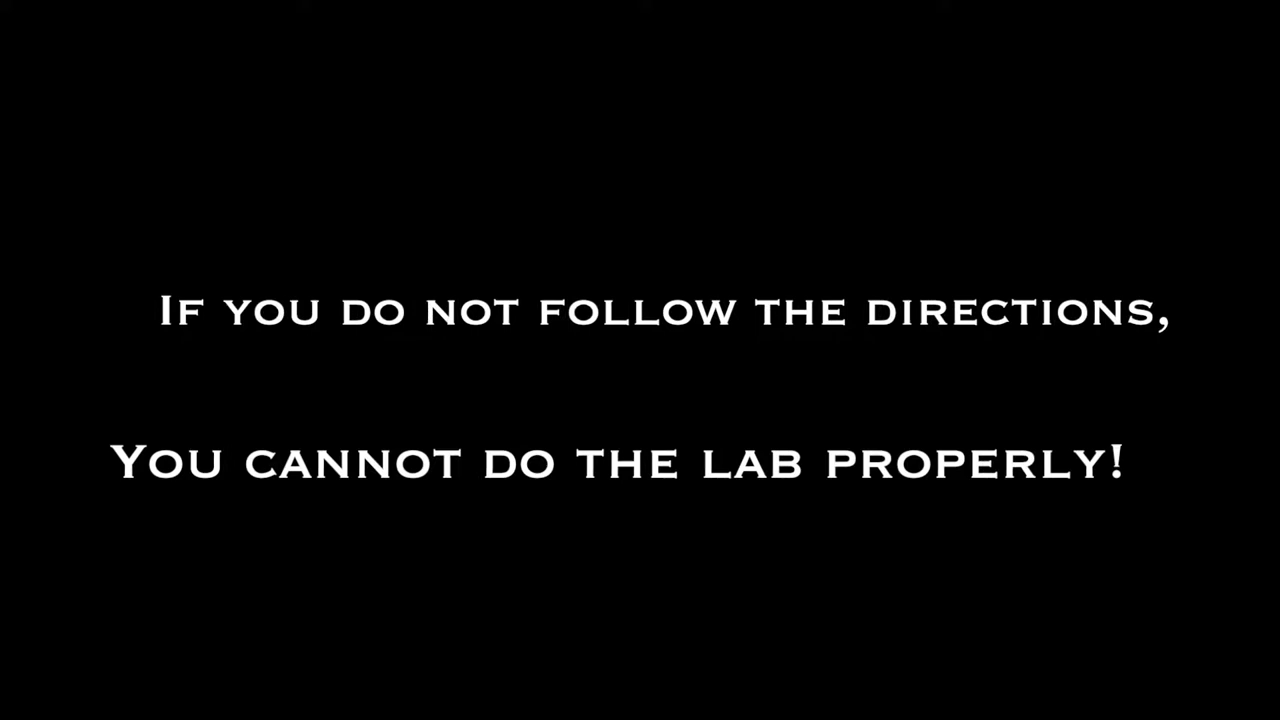 If you do not follow the directions,
You cannot do the lab properly!